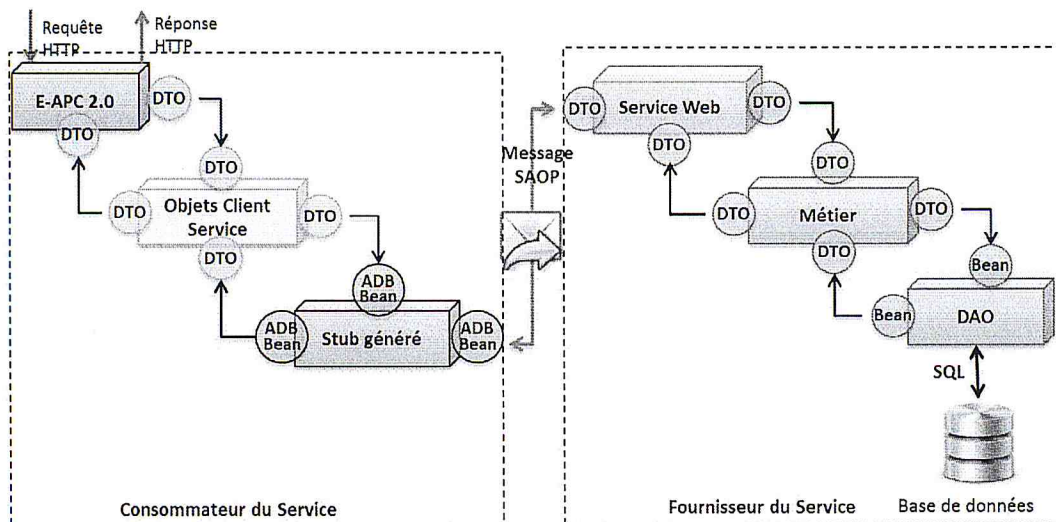 Requête
HTTP
Réponse
HTTP
E-APC 2.0
DTO
DTO
DTO
DTO
Objets Client
Service
DTO
DTO
ADB
Bean
ADB
Bean
Stub généré
ADB
Bean
Consommateur du Service
Message
SAOP
DTO
Service Web
DTO
DTO
DTO
DTO
Métier
DTO
DTO
Bean
Bean
DAO
SQL
Fournisseur du Service
Base de données